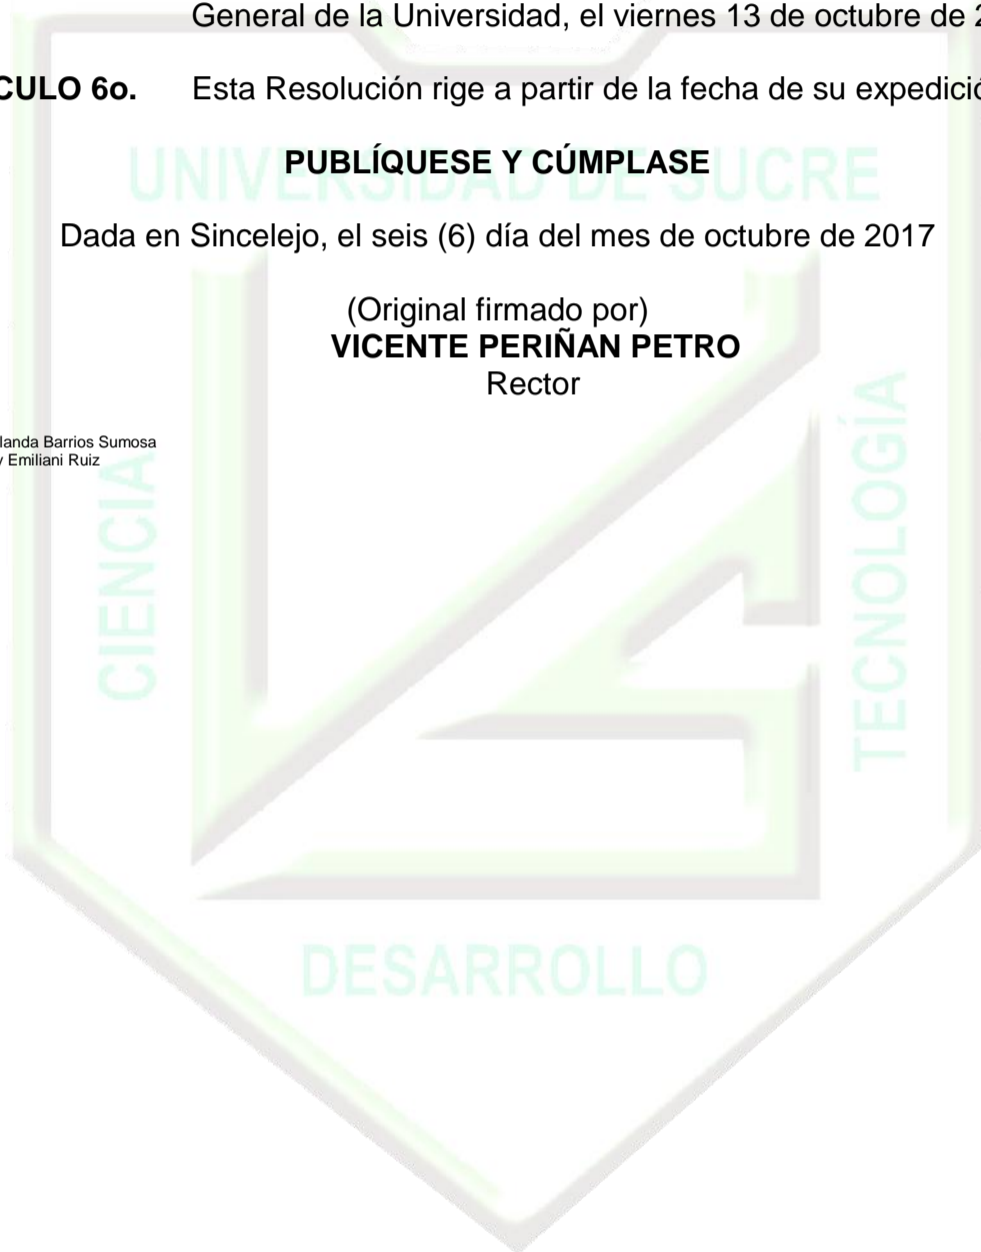 General de la Universidad, el viernes 13 de octubre de 2
CULO 6o. Esta Resolución rige a partir de la fecha de su expedició
UNIVERSIDAD DE SUCRE
PUBLÍQUESE Y CÚMPLASE
Dada en Sincelejo, el seis (6) día del mes de octubre de 2017
(Original firmado por)
VICENTE PERIÑAN PETRO
Rector
landa Barrios Sumosa
y Emiliani Ruiz
CIENCIA
TECNOLOGÍA
DESARROLLO